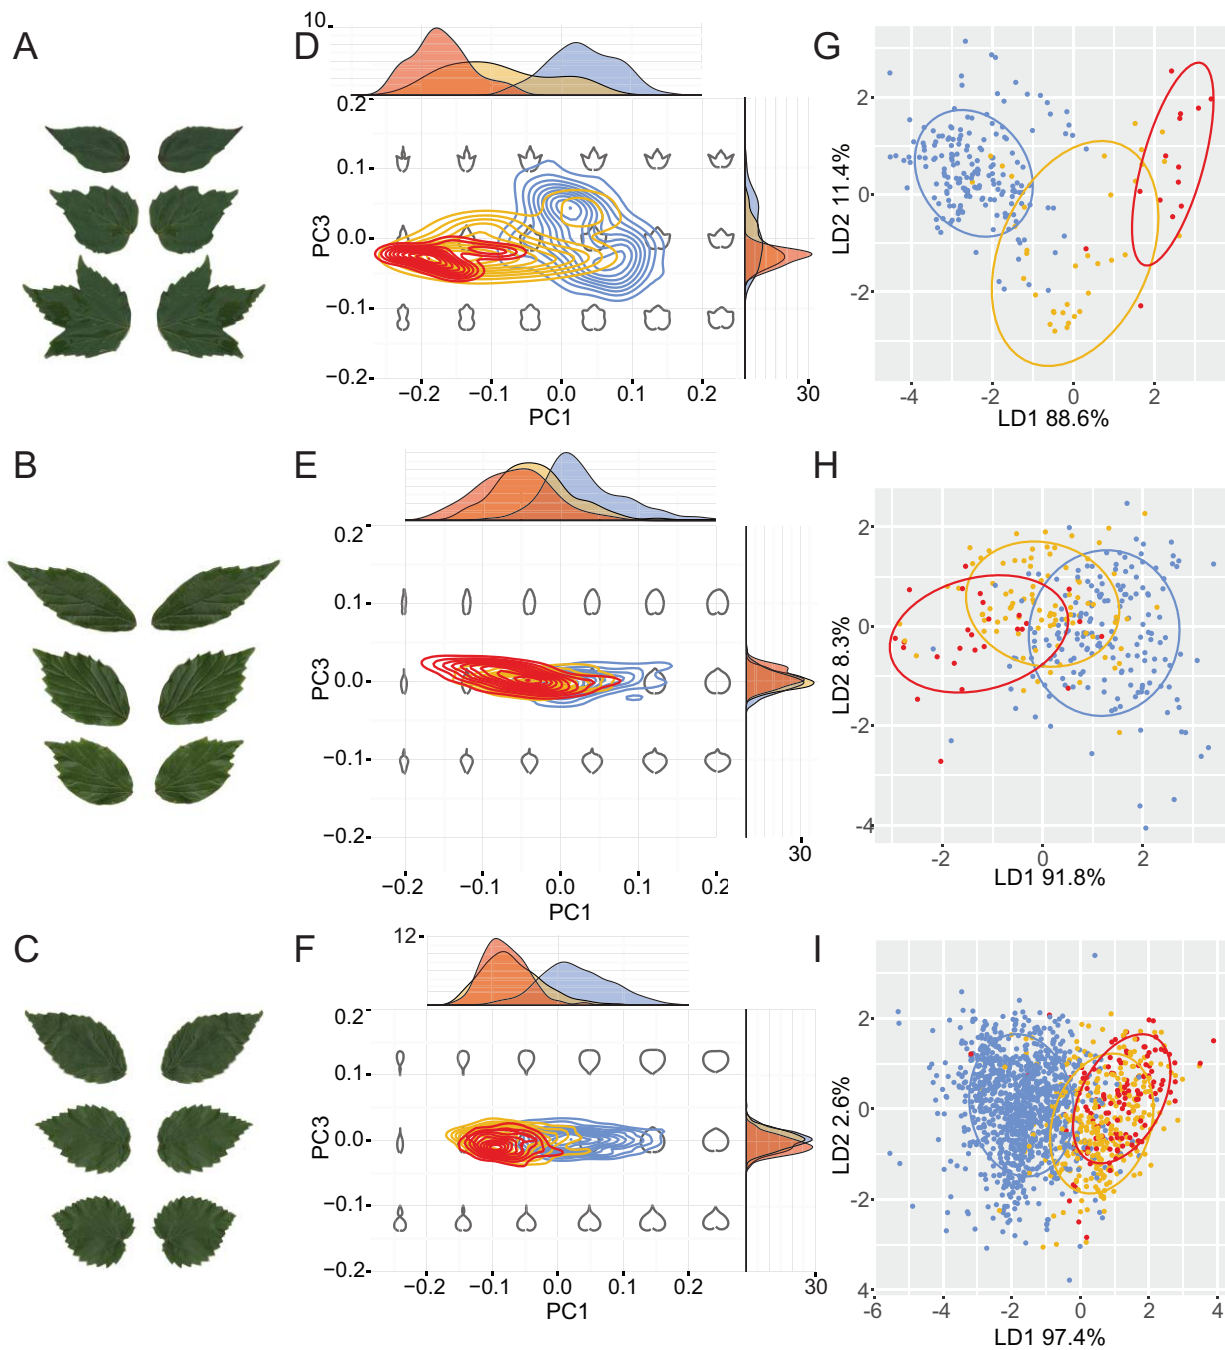 A
D
10
0.2
0.1
0.0
−0.1
−0.2
PC3
−0.2 −0.1 0.0 0.1 0.2
PC1
30
G
2
0
-2
LD2 11.4%
-4 -2 0 2
LD1 88.6%
B
E
0.2
0.1
0.0
−0.1
−0.2
PC3
−0.2 −0.1 0.0 0.1 0.2
PC1
30
H
2
0
-2
-4
LD2 8.3%
-2 0 2
LD1 91.8%
C
F
12
0.2
0.1
0.0
−0.1
−0.2
PC3
−0.2 −0.1 0.0 0.1 0.2
PC1
30
I
2
0
-2
4
LD2 2.6%
-6 -4 -2 0 2 4
LD1 97.4%